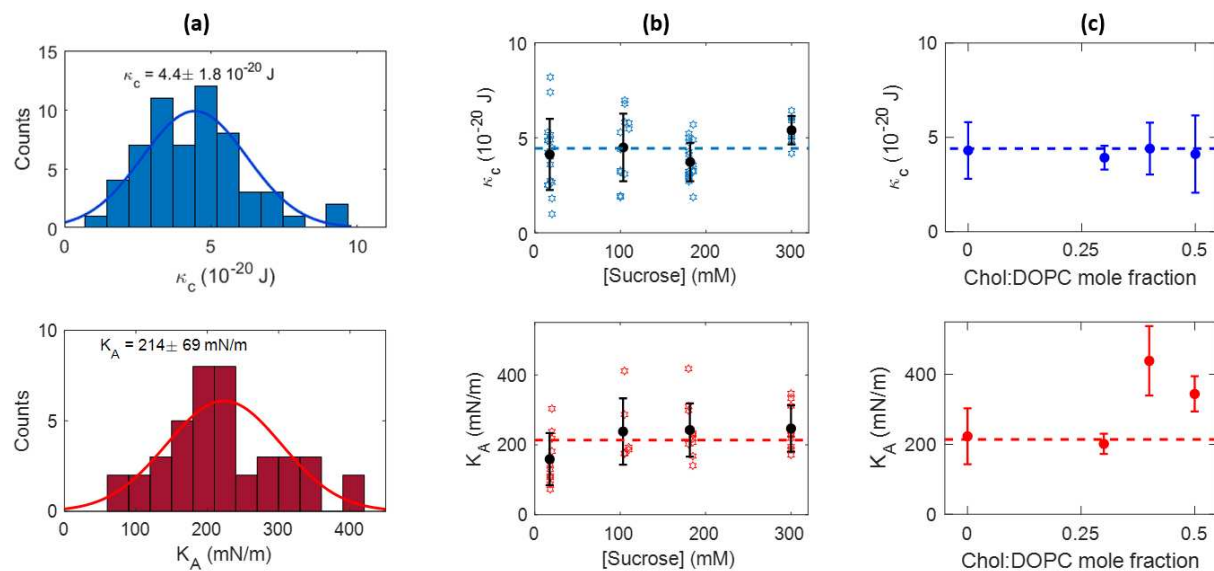 (a)
(b)
(c)
15
10
5
0
Counts
κc = 4.4± 1.8 10⁻²⁰ J
0
5
10
κc (10⁻²⁰ J)
10
5
0
κc (10⁻²⁰ J)
0
100
200
300
[Sucrose] (mM)
10
5
0
κc (10⁻²⁰ J)
0
0.25
0.5
Chol:DOPC mole fraction
10
5
0
Counts
KA = 214± 69 mN/m
0
100
200
300
400
KA (mN/m)
400
200
0
KA (mN/m)
0
100
200
300
[Sucrose] (mM)
400
200
0
KA (mN/m)
0
0.25
0.5
Chol:DOPC mole fraction